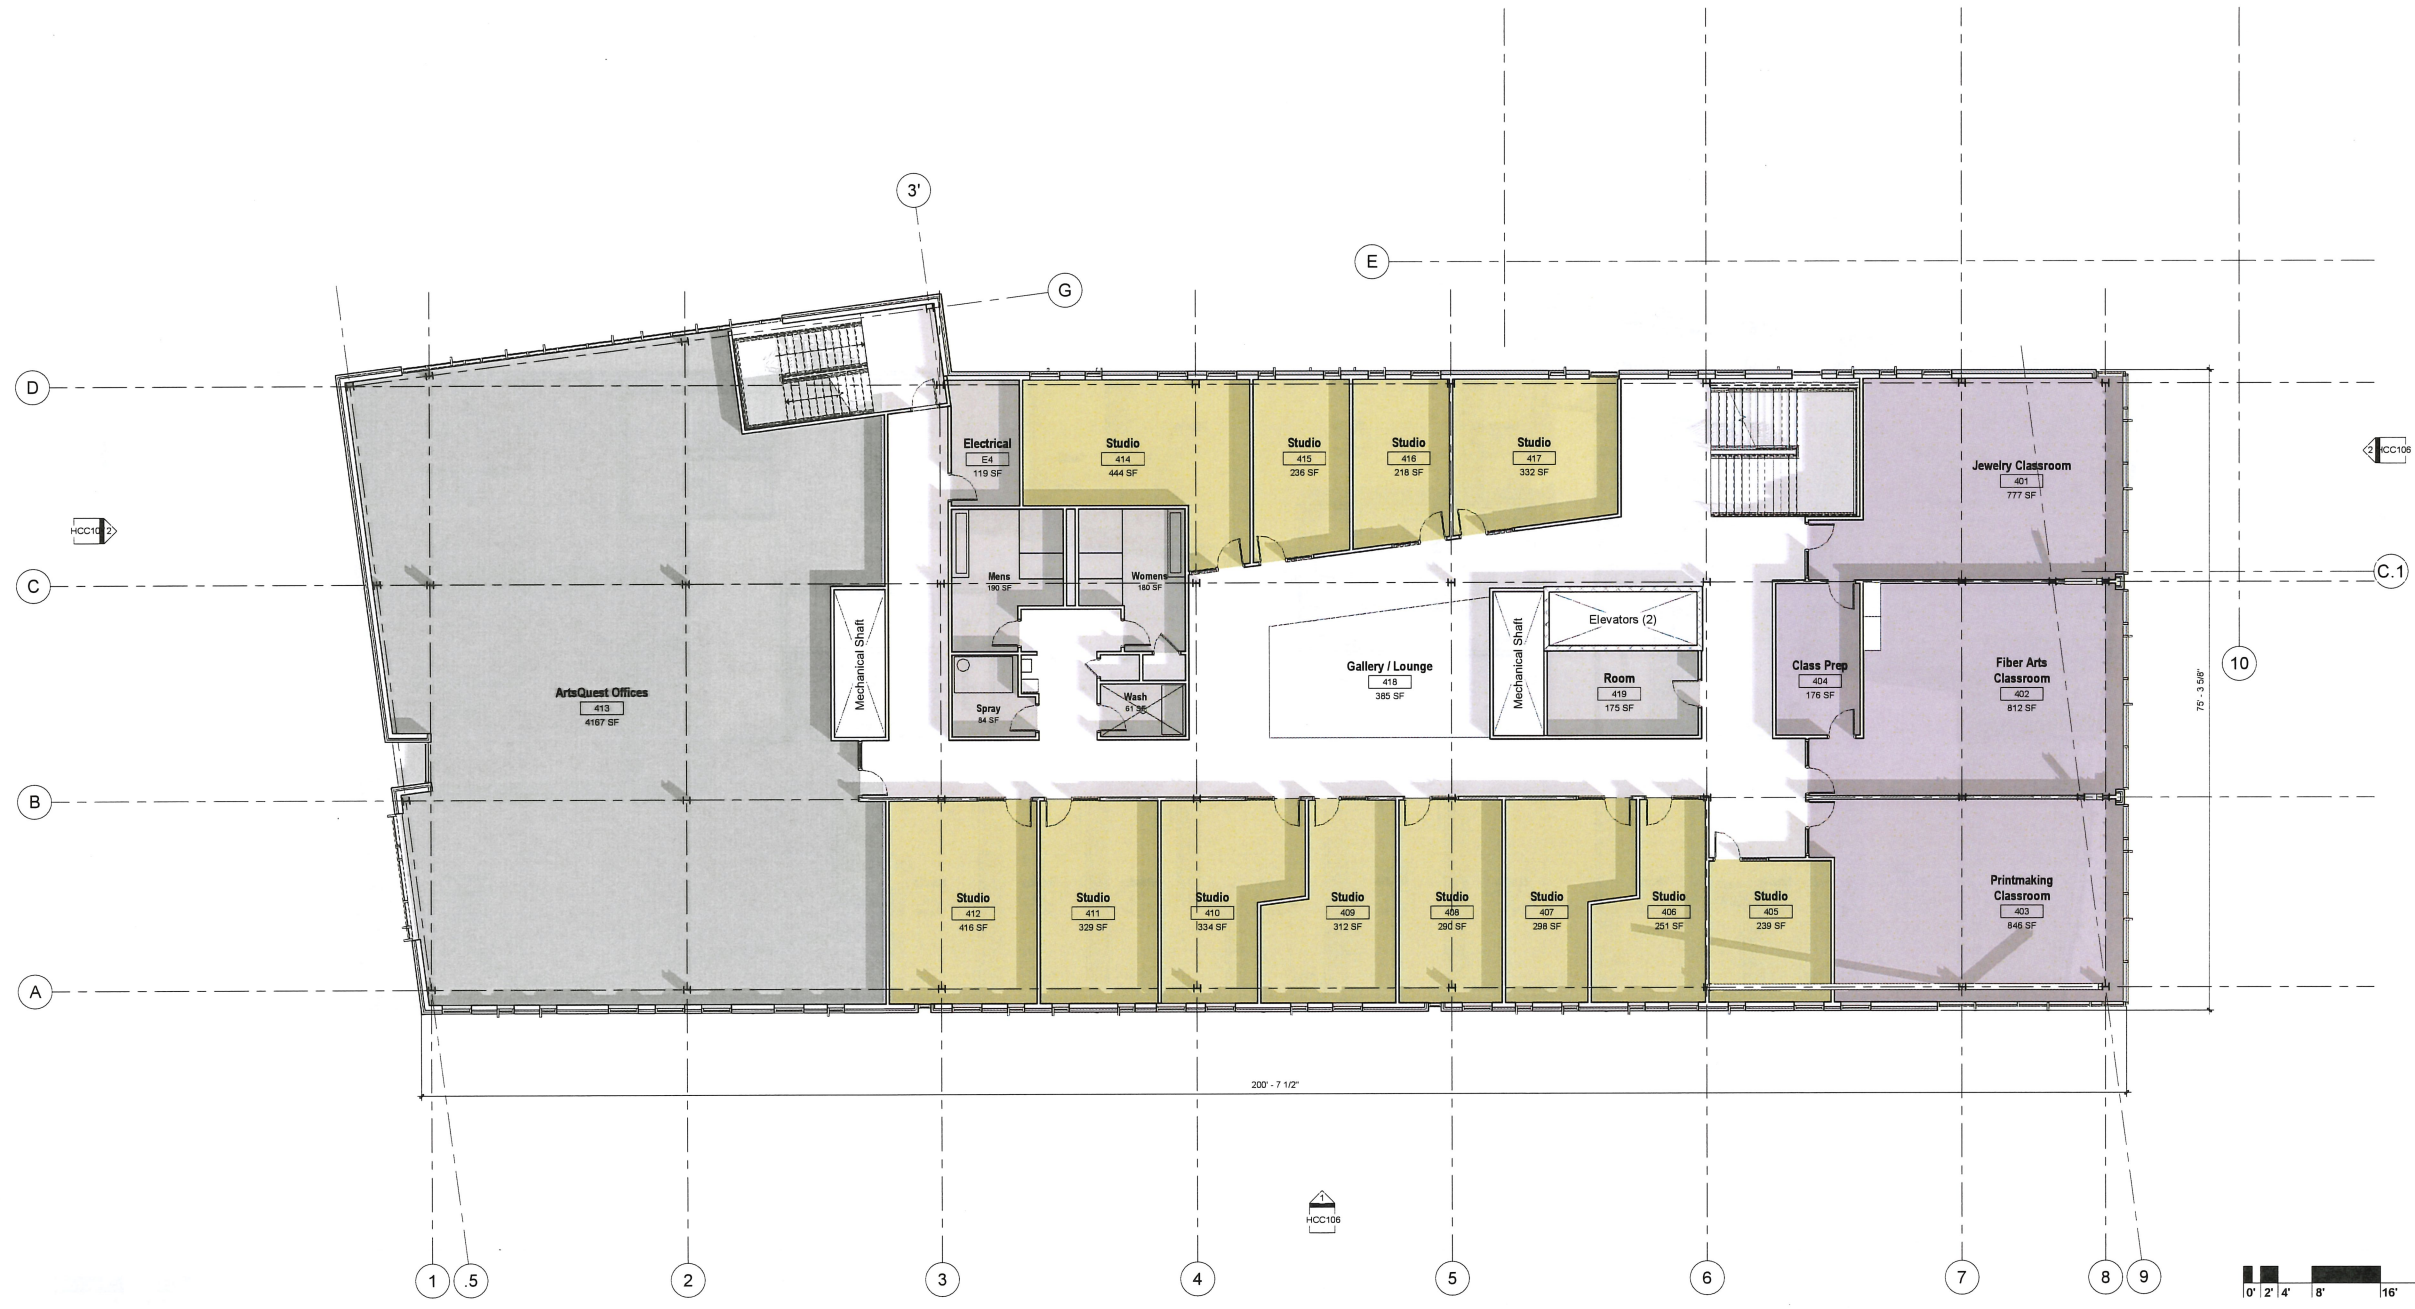 3'
E
G
D
C
B
A
C.1
10
HCC10 2
2 HCC106
Electrical
E4
119 SF
Studio
414
444 SF
Studio
415
236 SF
Studio
416
218 SF
Studio
417
332 SF
Jewelry Classroom
401
777 SF
Mens
190 SF
Womens
180 SF
Mechanical Shaft
Mechanical Shaft
Elevators (2)
Gallery / Lounge
418
385 SF
Room
419
175 SF
Class Prep
404
176 SF
Fiber Arts
Classroom
402
812 SF
ArtsQuest Offices
413
4167 SF
Spray
84 SF
Wash
61 SF
75' - 3 5/8"
Studio
412
416 SF
Studio
411
329 SF
Studio
410
334 SF
Studio
409
312 SF
Studio
408
290 SF
Studio
407
298 SF
Studio
406
251 SF
Studio
405
239 SF
Printmaking
Classroom
403
846 SF
200' - 7 1/2"
1
HCC106
1
.5
2
3
4
5
6
7
8
9
0' 2' 4' 8' 16'